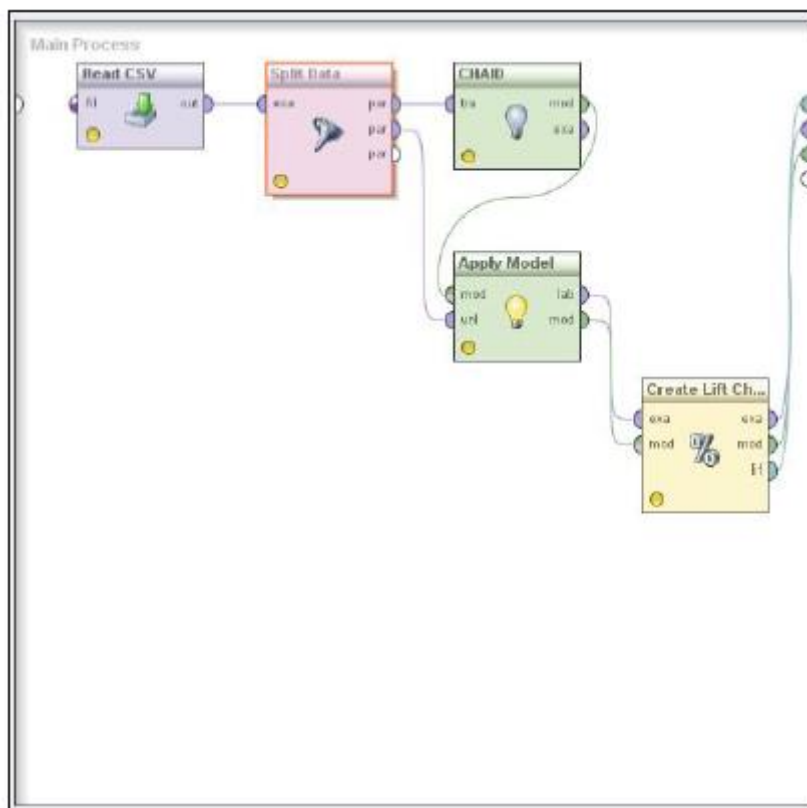 Main Process
Read CSV
fil
out
Split Data
exa
par
par
par
CHAID
tra
mod
exa
Apply Model
mod
lab
unl
mod
Create Lift Ch...
exa
exa
mod
mod
lif